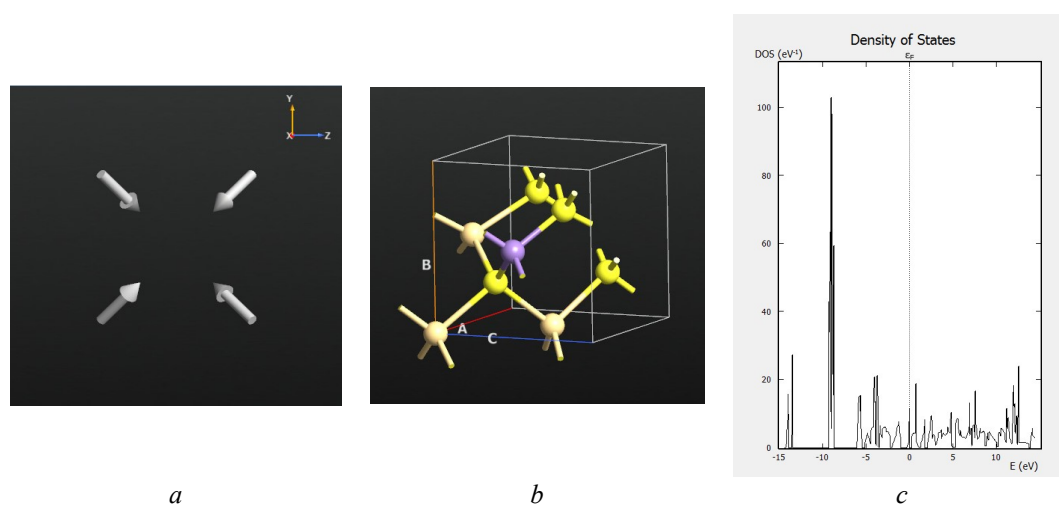 Y
X
Z
B
A
C
Density of States
DOS (eV⁻¹)
εF
100
80
60
40
20
0
-15
-10
-5
0
5
10
E (eV)
a
b
c